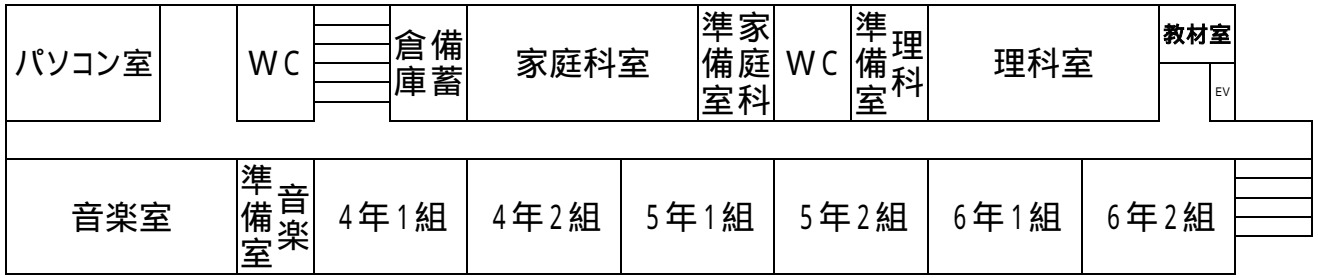 パソコン室
WC
備蓄
倉庫
家庭科室
家庭科
準備室
WC
理科
準備室
理科室
教材室
EV
音楽室
音楽
準備室
4年1組
4年2組
5年1組
5年2組
6年1組
6年2組